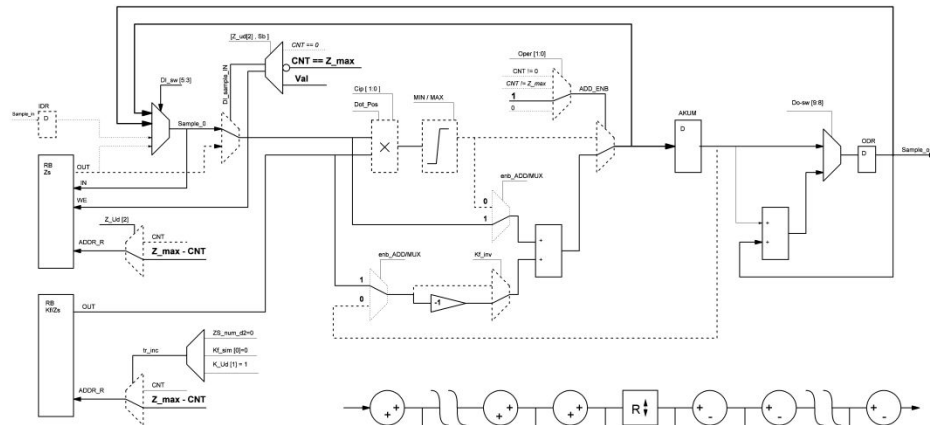 [Z_ud[2] , Sb ]
CNT == 0
CNT == Z_max
Val
DI_sw [5:3]
DI_sample_IN
IDR
D
Sample_in
Sample_0
RB
Zs
OUT
IN
WE
ADDR_R
Z_Ud [2]
CNT
Z_max - CNT
Cip [ 1:0 ]
Dot_Pos
MIN / MAX
Oper [1:0]
CNT != 0
CNT != Z_max
1
0
ADD_ENB
AKUM
D
Do-sw [9:8]
ODR
D
Sample_o
enb_ADD/MUX
0
1
+
+
+
+
enb_ADD/MUX
Kf_inv
1
0
-1
RB
Kf/Zs
OUT
ADDR_R
tr_inc
ZS_num_d2=0
Kf_sim [0]=0
K_Ud [1] = 1
CNT
Z_max - CNT
+ + + + + + R + - + - + -